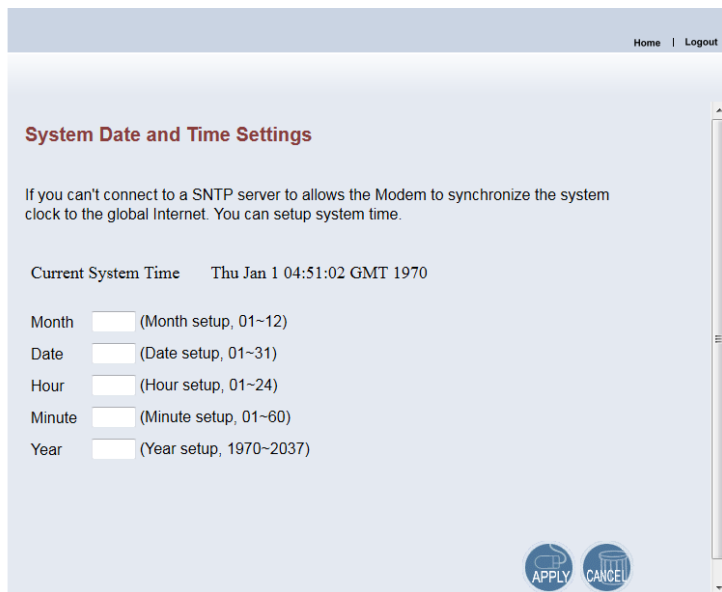 Home | Logout
System Date and Time Settings
If you can't connect to a SNTP server to allows the Modem to synchronize the system
clock to the global Internet. You can setup system time.
Current System Time Thu Jan 1 04:51:02 GMT 1970
Month (Month setup, 01~12)
Date (Date setup, 01~31)
Hour (Hour setup, 01~24)
Minute (Minute setup, 01~60)
Year (Year setup, 1970~2037)
APPLY CANCEL